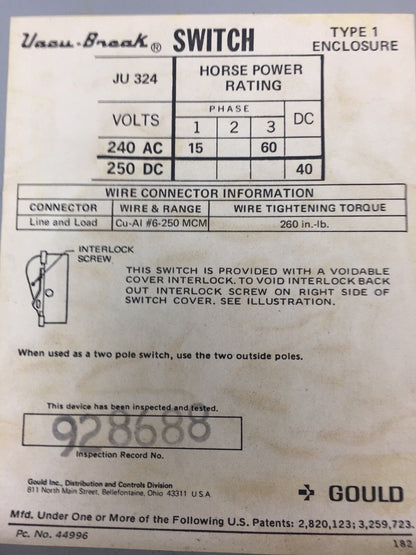 Vacu-Break® SWITCH
TYPE 1
ENCLOSURE
JU 324
HORSE POWER
RATING
VOLTS
PHASE
DC
1 2 3
240 AC 15 60
250 DC 40
WIRE CONNECTOR INFORMATION
CONNECTOR WIRE & RANGE WIRE TIGHTENING TORQUE
Line and Load Cu-Al #6-250 MCM 260 in.-lb.
INTERLOCK
SCREW
THIS SWITCH IS PROVIDED WITH A VOIDABLE
COVER INTERLOCK. TO VOID INTERLOCK BACK
OUT INTERLOCK SCREW ON RIGHT SIDE OF
SWITCH COVER. SEE ILLUSTRATION.
When used as a two pole switch, use the two outside poles.
This device has been inspected and tested.
928688
Inspection Record No.
Gould Inc., Distribution and Controls Division
811 North Main Street, Bellefontaine, Ohio 43311 U S A
GOULD
Mfd. Under One or More of the Following U.S. Patents: 2,820,123; 3,259,723.
Pc. No. 44996
182